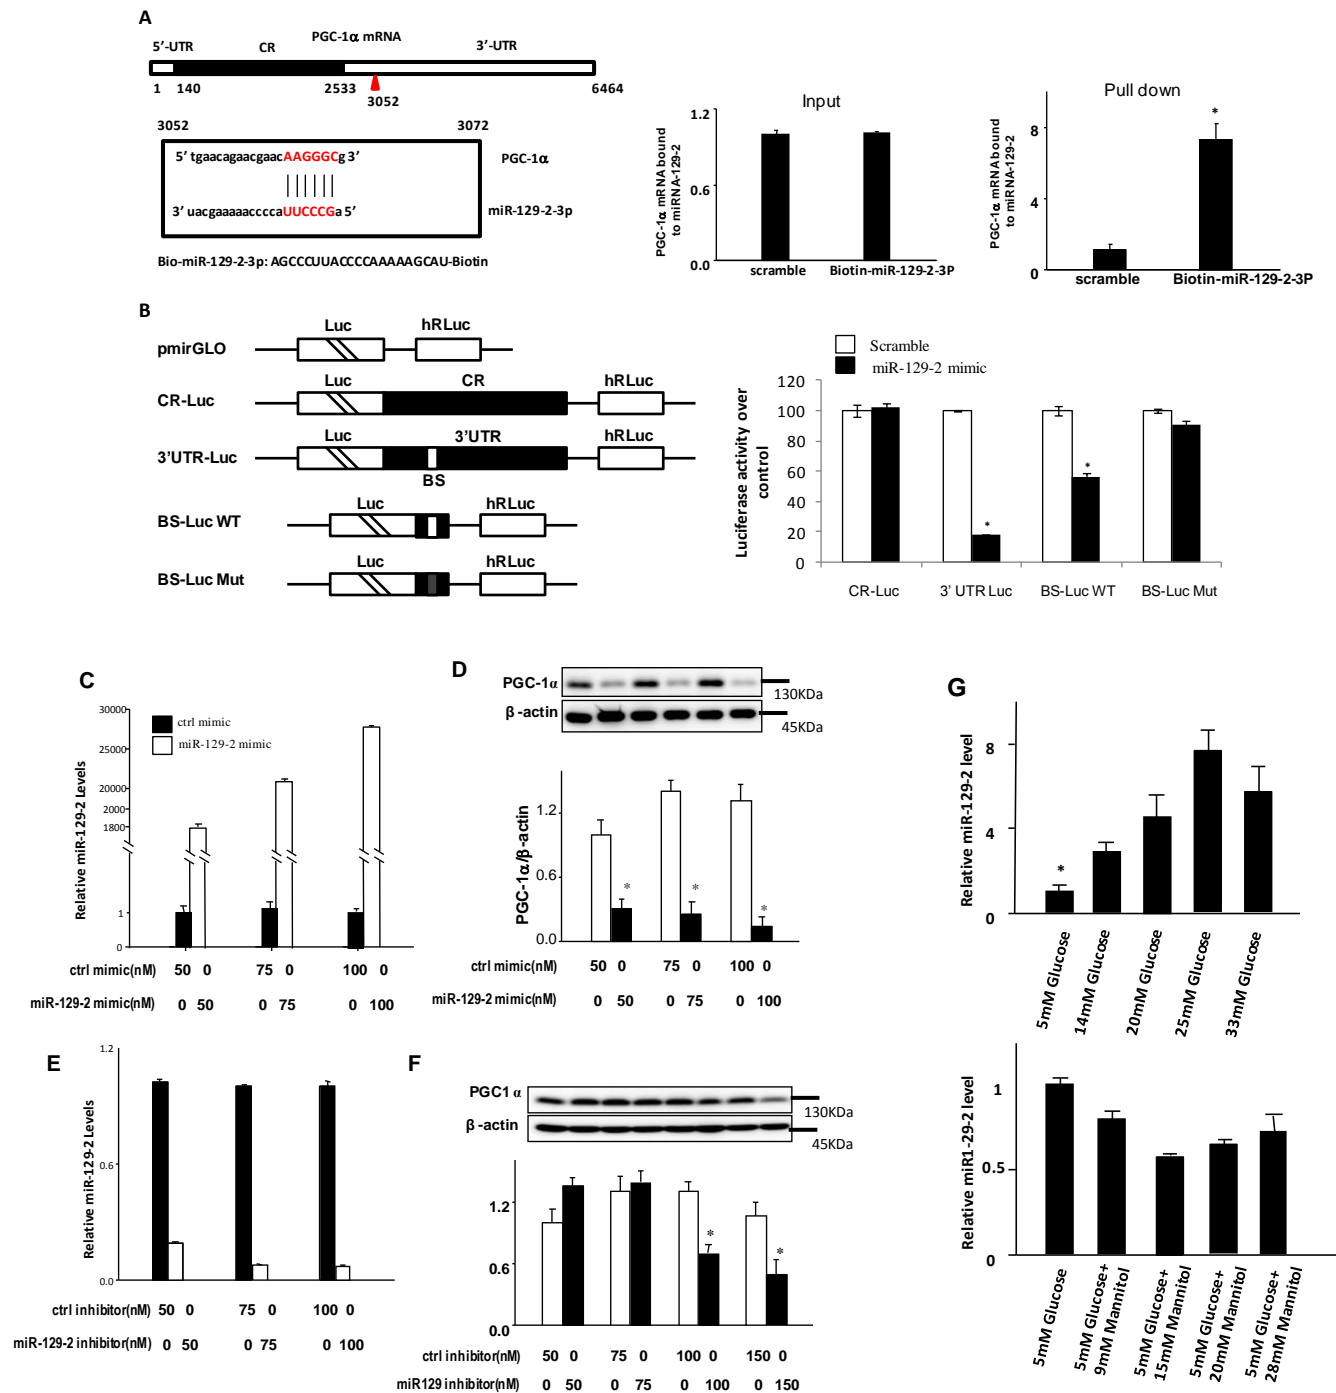 A
PGC-1α mRNA
5'-UTR CR 3'-UTR
1 140 2533 6464
3052
3052 3072
5' tgaacagaacgaacAAGGGCg 3' PGC-1α
3' uacgaaaaaccccaUUCCCGa 5' miR-129-2-3p
Bio-miR-129-2-3p: AGCCCUUACCCCAAAAAGCAU-Biotin
Input
PGC-1α mRNA bound
to miRNA-129-2
1.2
0.6
0.0
scramble Biotin-miR-129-2-3P
Pull down
PGC-1α mRNA bound
to miRNA-129-2
8
4
0
*
scramble Biotin-miR-129-2-3P
B
Luc hRLuc
pmirGLO
Luc CR hRLuc
CR-Luc
Luc 3'UTR hRLuc
3'UTR-Luc
BS
Luc hRLuc
BS-Luc WT
Luc hRLuc
BS-Luc Mut
Scramble
miR-129-2 mimic
Luciferase activity over
control
120
100
80
60
40
20
0
* *
CR-Luc 3' UTR Luc BS-Luc WT BS-Luc Mut
C
Relative miR-129-2 Levels
30000
25000
20000
2000
1800
1
0
ctrl mimic
miR-129-2 mimic
ctrl mimic(nM) 50 0 75 0 100 0
miR-129-2 mimic(nM) 0 50 0 75 0 100
D
PGC-1α
130KDa
β-actin
45KDa
PGC-1α/β-actin
1.2
0.6
0.0
* * *
ctrl mimic(nM) 50 0 75 0 100 0
miR-129-2 mimic(nM) 0 50 0 75 0 100
E
Relative miR-129-2 Levels
1.2
0.6
0.0
ctrl inhibitor(nM) 50 0 75 0 100 0
miR-129-2 inhibitor(nM) 0 50 0 75 0 100
F
PGC1 α
130KDa
β-actin
45KDa
1.2
0.6
0.0
* *
ctrl inhibitor(nM) 50 0 75 0 100 0 150 0
miR129 inhibitor(nM) 0 50 0 75 0 100 0 150
G
Relative miR-129-2 level
8
4
0
*
5mM Glucose
14mM Glucose
20mM Glucose
25mM Glucose
33mM Glucose
Relative miR1-29-2 level
1
0.5
0
5mM Glucose
5mM Glucose+
9mM Mannitol
5mM Glucose+
15mM Mannitol
5mM Glucose+
20mM Mannitol
5mM Glucose+
28mM Mannitol